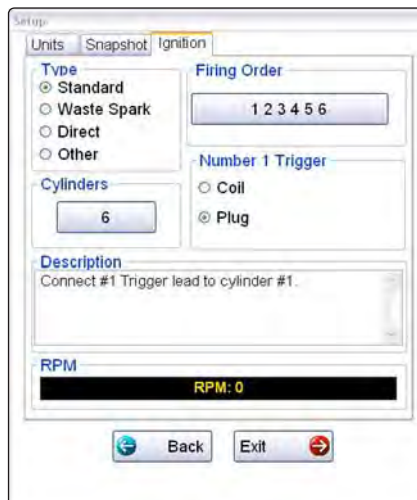 Setup
Units Snapshot Ignition
Type
Standard
Waste Spark
Direct
Other
Firing Order
1 2 3 4 5 6
Number 1 Trigger
Coil
Plug
Cylinders
6
Description
Connect #1 Trigger lead to cylinder #1.
RPM
RPM: 0
Back Exit